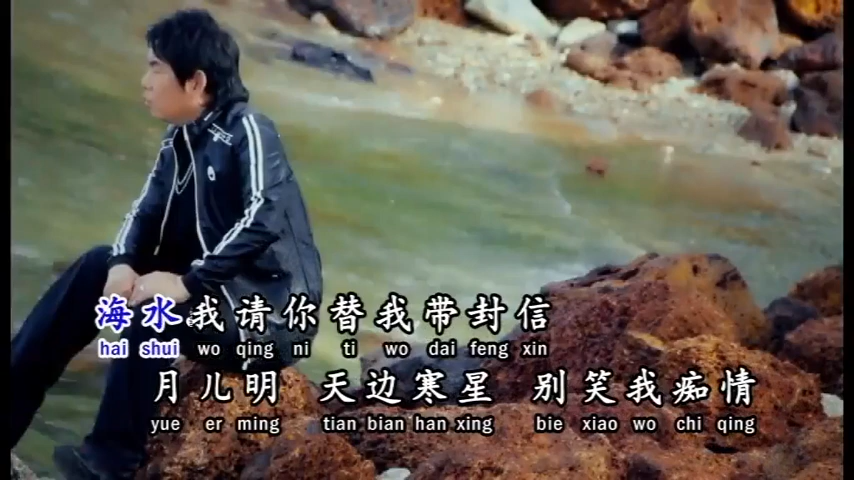 海水我请你替我带封信
hai shui wo qing ni ti wo dai feng xin
月儿明 天边寒星 别笑我痴情
yue er ming tian bian han xing bie xiao wo chi qing